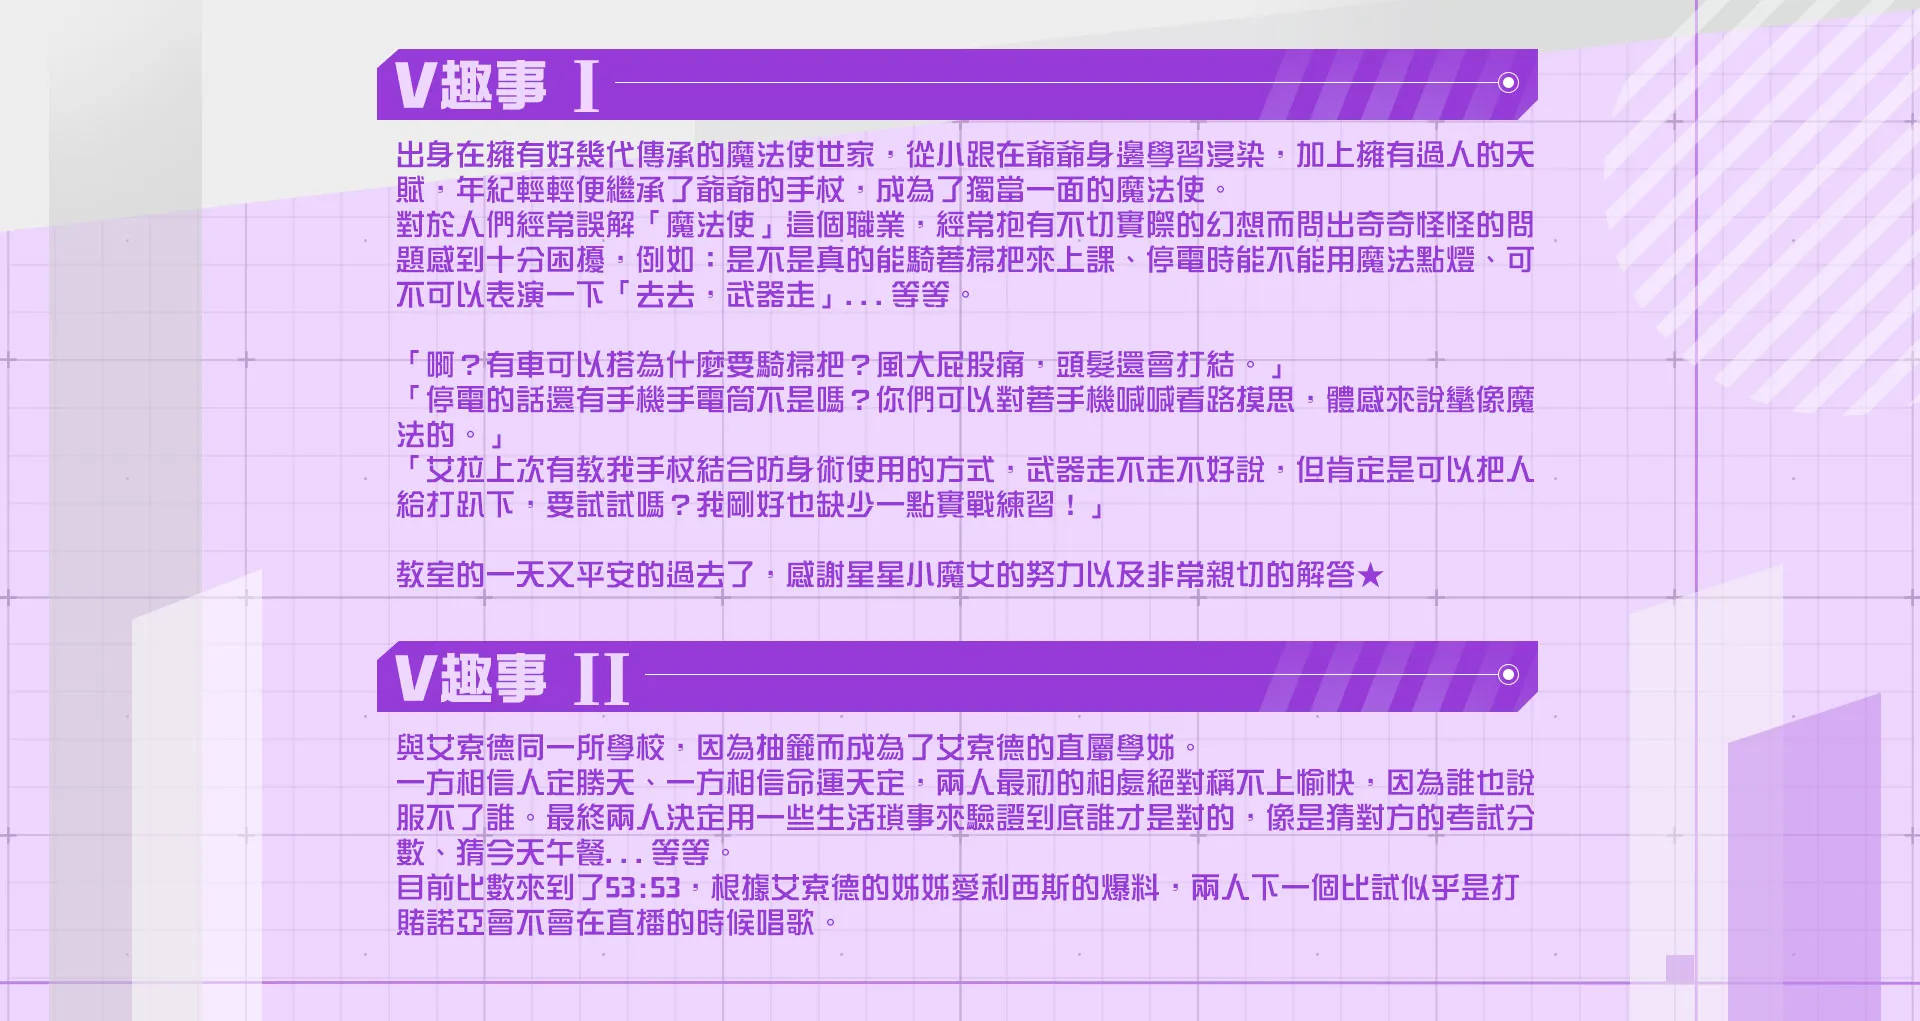 V趣事 I
出身在擁有好幾代傳承的魔法使世家，從小跟在爺爺身邊學習浸染，加上擁有過人的天
賦，年紀輕輕便繼承了爺爺的手杖，成為了獨當一面的魔法使。
對於人們經常誤解「魔法使」這個職業，經常抱有不切實際的幻想而問出奇奇怪怪的問
題感到十分困擾，例如：是不是真的能騎著掃把來上課、停電時能不能用魔法點燈、可
不可以表演一下「去去，武器走」...等等。
「啊？有車可以搭為什麼要騎掃把？風大屁股痛，頭髮還會打結。」
「停電的話還有手機手電筒不是嗎？你們可以對著手機喊喊看路摸思，體感來說蠻像魔
法的。」
「艾拉上次有教我手杖結合防身術使用的方式，武器走不走不好說，但肯定是可以把人
給打趴下，要試試嗎？我剛好也缺少一點實戰練習！」
教室的一天又平安的過去了，感謝星星小魔女的努力以及非常親切的解答★
V趣事 II
與艾索德同一所學校，因為抽籤而成為了艾索德的直屬學姊。
一方相信人定勝天、一方相信命運天定，兩人最初的相處絕對稱不上愉快，因為誰也說
服不了誰。最終兩人決定用一些生活瑣事來驗證到底誰才是對的，像是猜對方的考試分
數、猜今天午餐...等等。
目前比數來到了53:53，根據艾索德的姊姊愛利西斯的爆料，兩人下一個比試似乎是打
賭諾亞會不會在直播的時候唱歌。